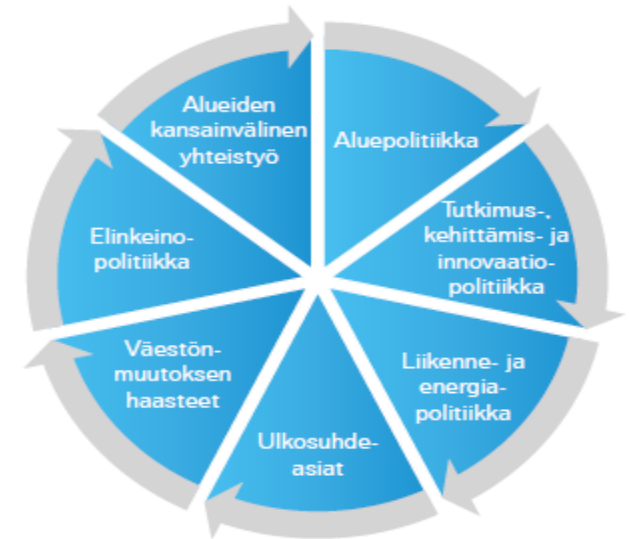 Aluepolitiikka
Tutkimus-,
kehittämis- ja
innovaatio-
politiikka
Liikenne- ja
energia-
politiikka
Ulkosuhde-
asiat
Väestön-
muutoksen
haasteet
Elinkeino-
politiikka
Alueiden
kansainvälinen
yhteistyö